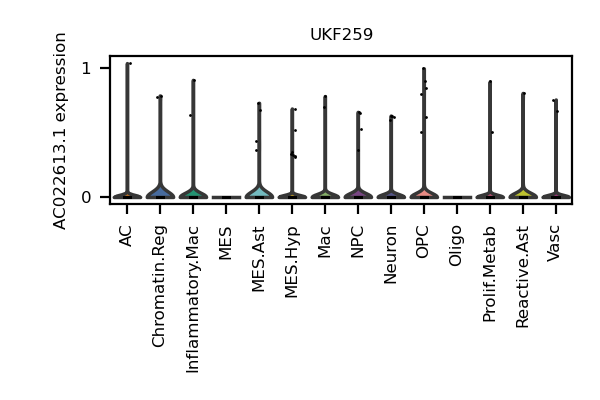 UKF259
AC022613.1 expression
1
0
AC
Chromatin.Reg
Inflammatory.Mac
MES
MES.Ast
MES.Hyp
Mac
NPC
Neuron
OPC
Oligo
Prolif.Metab
Reactive.Ast
Vasc